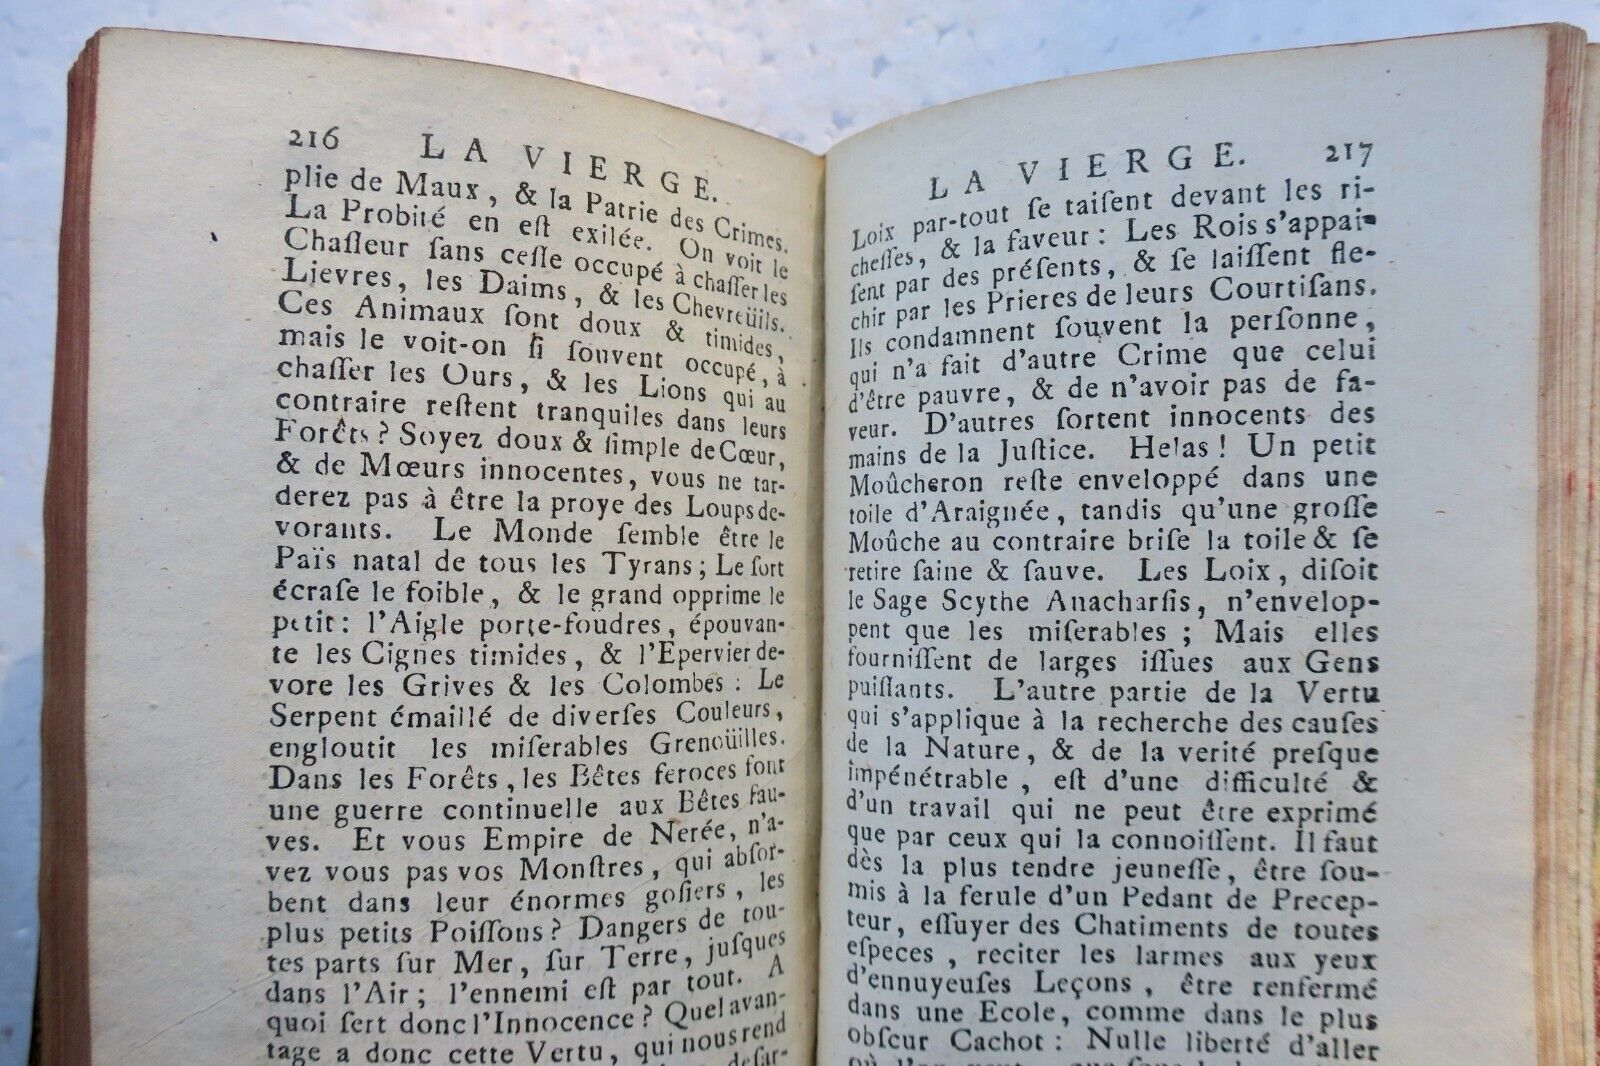 216 LA VIERGE.
plie de Maux, & la Patrie des Crimes.
La Probité en eſt exilée. On voit le
Chaſſeur ſans ceſſe occupé à chaſſer les
Lievres, les Daims, & les Chevreüils.
Ces Animaux ſont doux & timides,
mais le voit-on ſi ſouvent occupé, à
chaſſer les Ours, & les Lions qui au
contraire reſtent tranquiles dans leurs
Forêts? Soyez doux & ſimple de Cœur,
& de Mœurs innocentes, vous ne tar-
derez pas à être la proye des Loups de-
vorants. Le Monde ſemble être le
Païs natal de tous les Tyrans; Le ſort
écraſe le foible, & le grand opprime le
petit: l'Aigle porte-foudres, épouvan-
te les Cignes timides, & l'Epervier de-
vore les Grives & les Colombes: Le
Serpent émaillé de diverſes Couleurs,
engloutit les miſerables Grenoüilles.
Dans les Forêts, les Bêtes feroces font
une guerre continuelle aux Bêtes fau-
ves. Et vous Empire de Nerée, n'a-
vez vous pas vos Monſtres, qui abſor-
bent dans leur énormes goſiers, les
plus petits Poiſſons? Dangers de tou-
tes parts ſur Mer, ſur Terre, juſques
dans l'Air; l'ennemi eſt par tout. A
quoi ſert donc l'Innocence? Quel avan-
tage a donc cette Vertu, qui nous rend
deſar-
LA VIERGE. 217
Loix par-tout ſe taiſent devant les ri-
cheſſes, & la faveur: Les Rois s'appai-
ſent par des préſents, & ſe laiſſent fle-
chir par les Prieres de leurs Courtiſans.
Ils condamnent ſouvent la perſonne,
qui n'a fait d'autre Crime que celui
d'être pauvre, & de n'avoir pas de fa-
veur. D'autres ſortent innocents des
mains de la Juſtice. Helas! Un petit
Moûcheron reſte enveloppé dans une
toile d'Araignée, tandis qu'une groſſe
Moûche au contraire briſe la toile & ſe
retire ſaine & ſauve. Les Loix, diſoit
le Sage Scythe Anacharſis, n'envelop-
pent que les miſerables; Mais elles
fourniſſent de larges iſſues aux Gens
puiſſants. L'autre partie de la Vertu
qui s'applique à la recherche des cauſes
de la Nature, & de la verité preſque
impénétrable, eſt d'une difficulté &
d'un travail qui ne peut être exprimé
que par ceux qui la connoiſſent. Il faut
dès la plus tendre jeuneſſe, être ſou-
mis à la ferule d'un Pedant de Precep-
teur, eſſuyer des Chatiments de toutes
eſpeces, reciter les larmes aux yeux
d'ennuyeuſes Leçons, être renfermé
dans une Ecole, comme dans le plus
obſcur Cachot: Nulle liberté d'aller
où l'on veut,